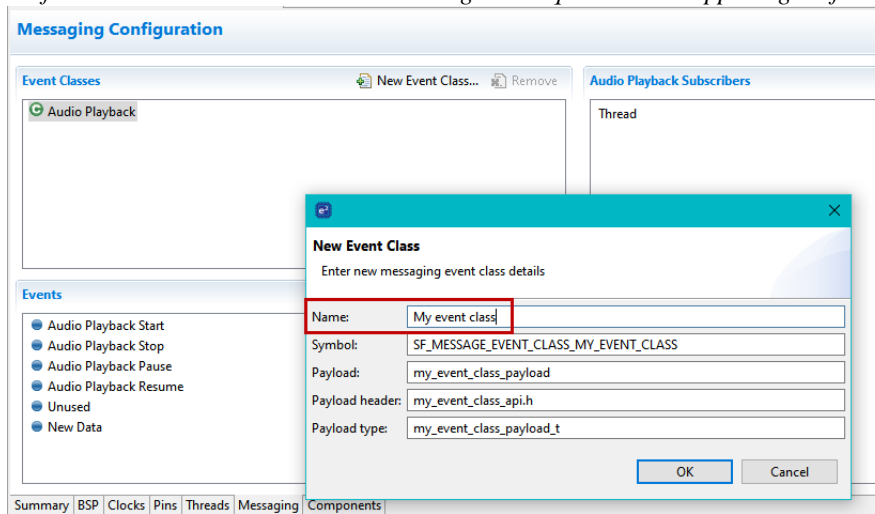 Messaging Configuration
Event Classes New Event Class... Remove Audio Playback Subscribers
Audio Playback Thread
New Event Class
Enter new messaging event class details
Name: My event class
Symbol: SF_MESSAGE_EVENT_CLASS_MY_EVENT_CLASS
Payload: my_event_class_payload
Payload header: my_event_class_api.h
Payload type: my_event_class_payload_t
OK Cancel
Events
Audio Playback Start
Audio Playback Stop
Audio Playback Pause
Audio Playback Resume
Unused
New Data
Summary BSP Clocks Pins Threads Messaging Components